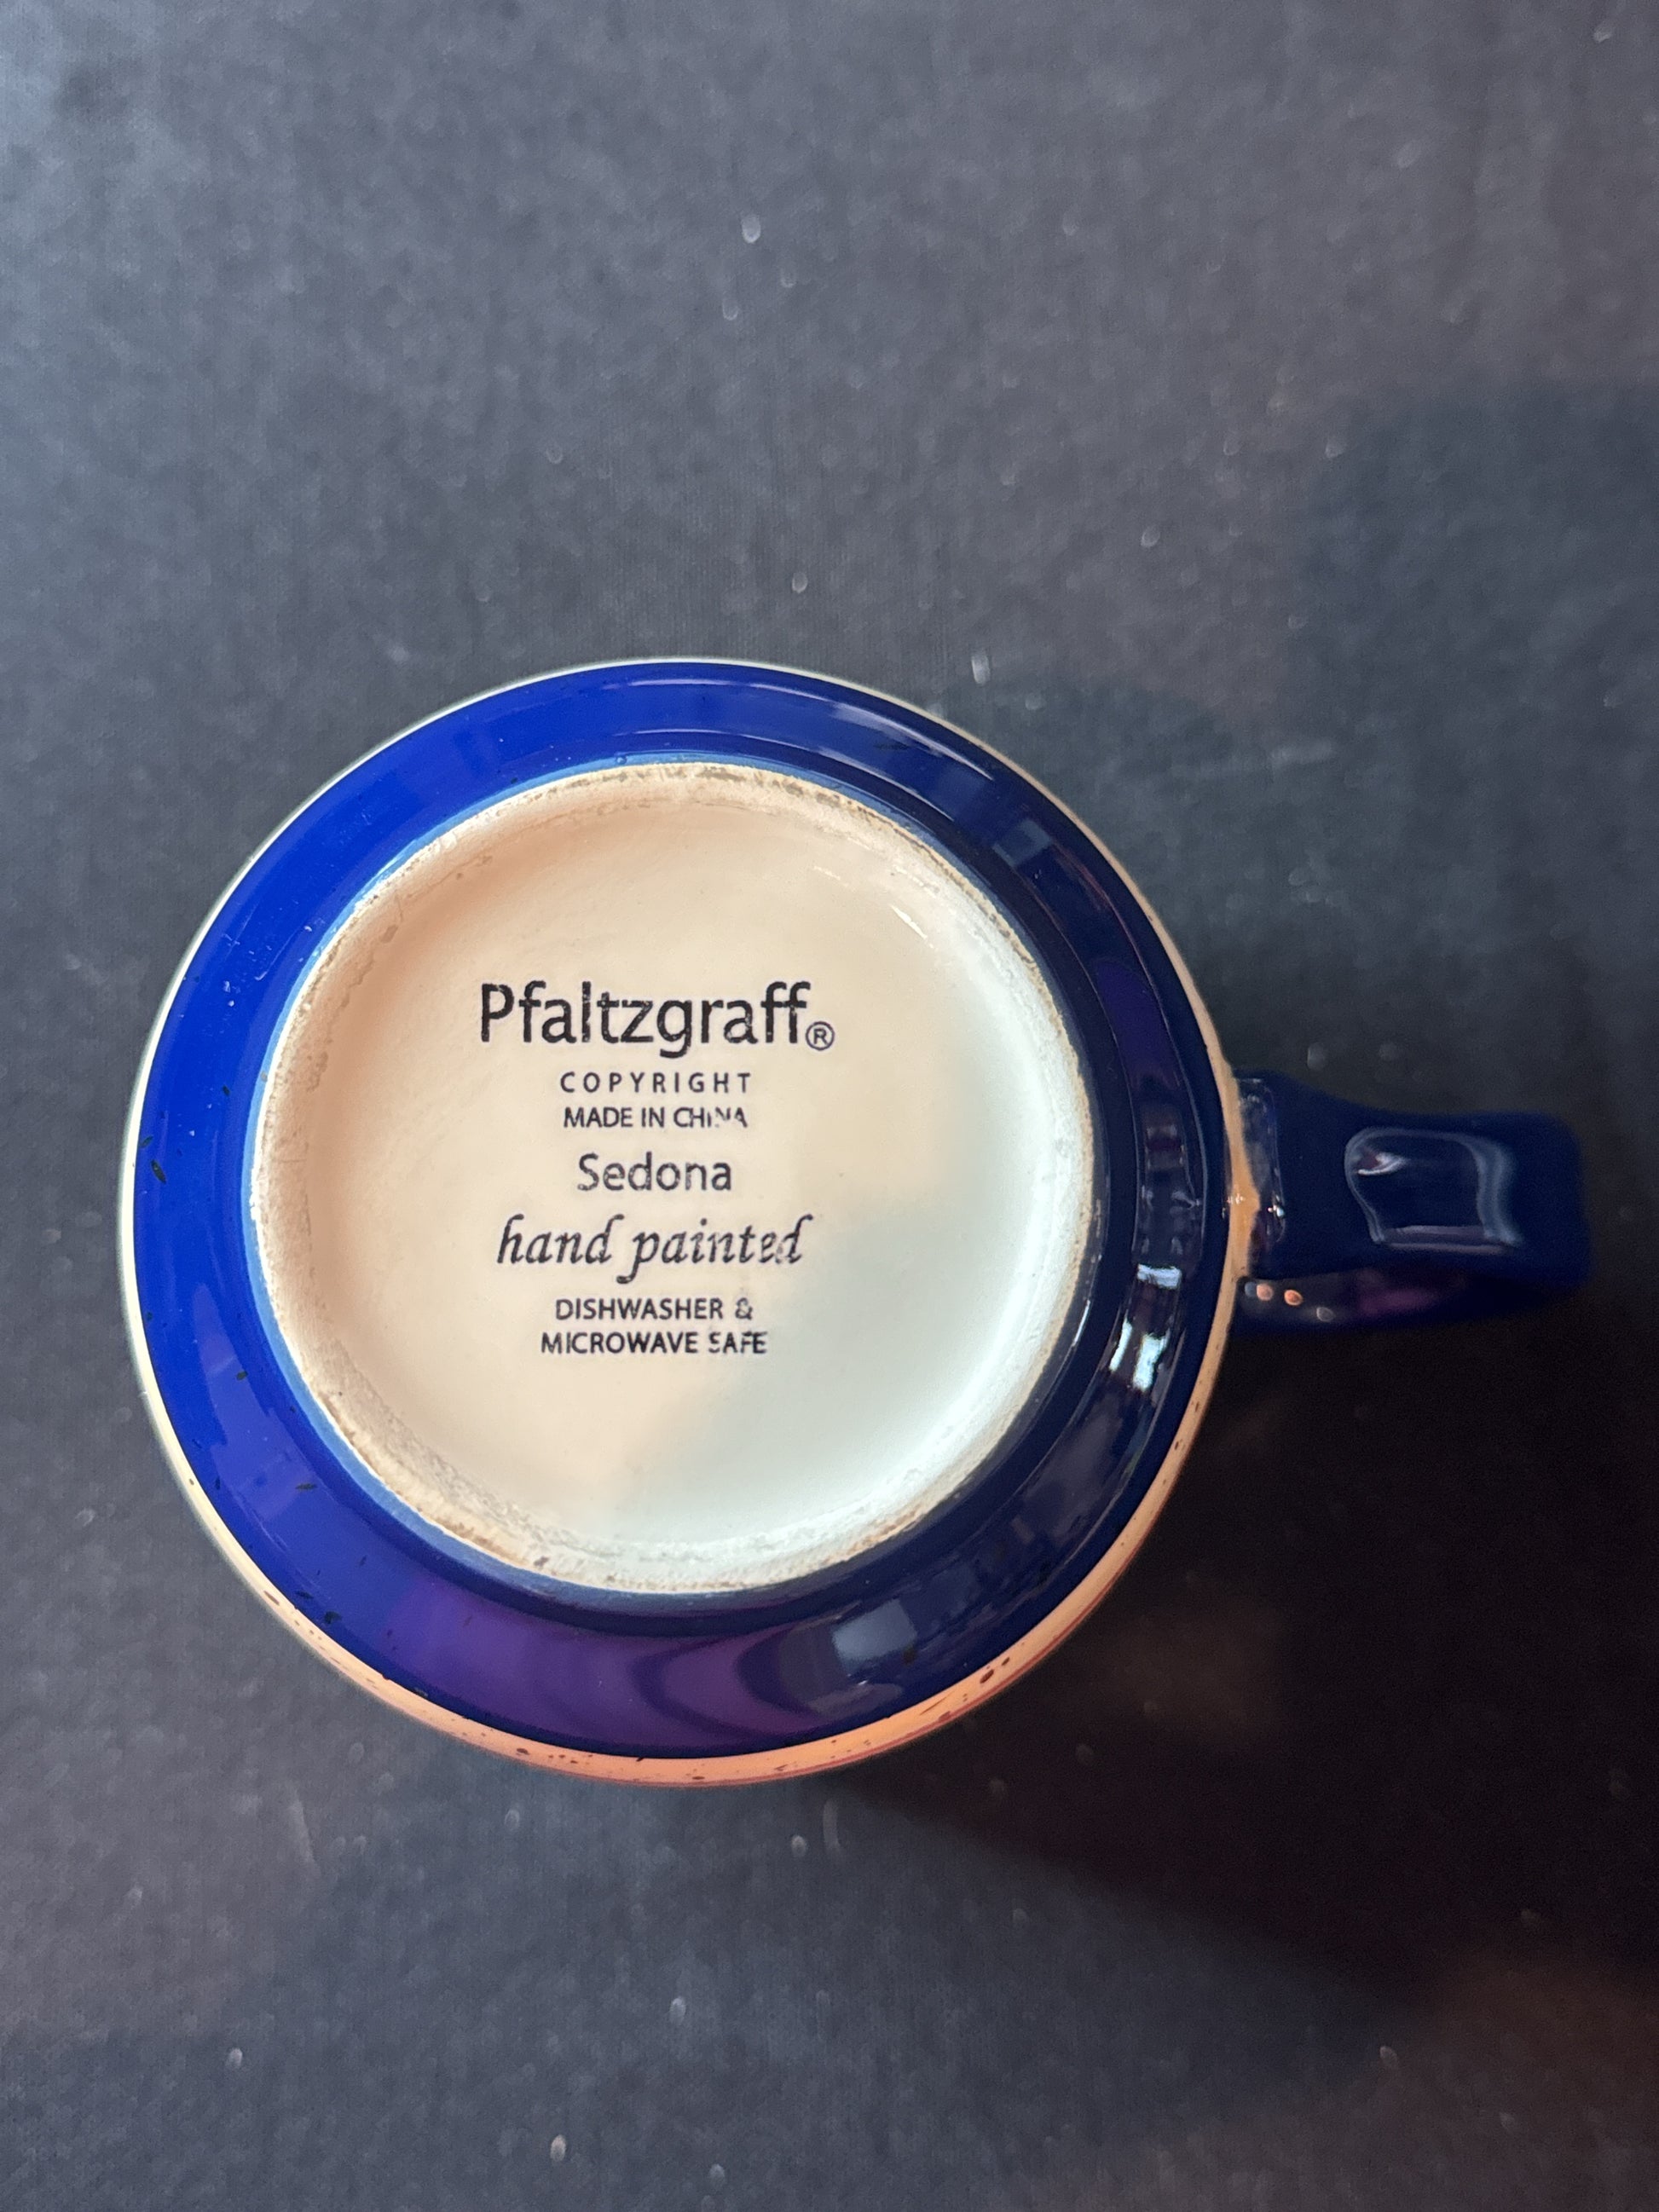 Pfaltzgraff®
COPYRIGHT
MADE IN CHINA
Sedona
hand painted
DISHWASHER &
MICROWAVE SAFE